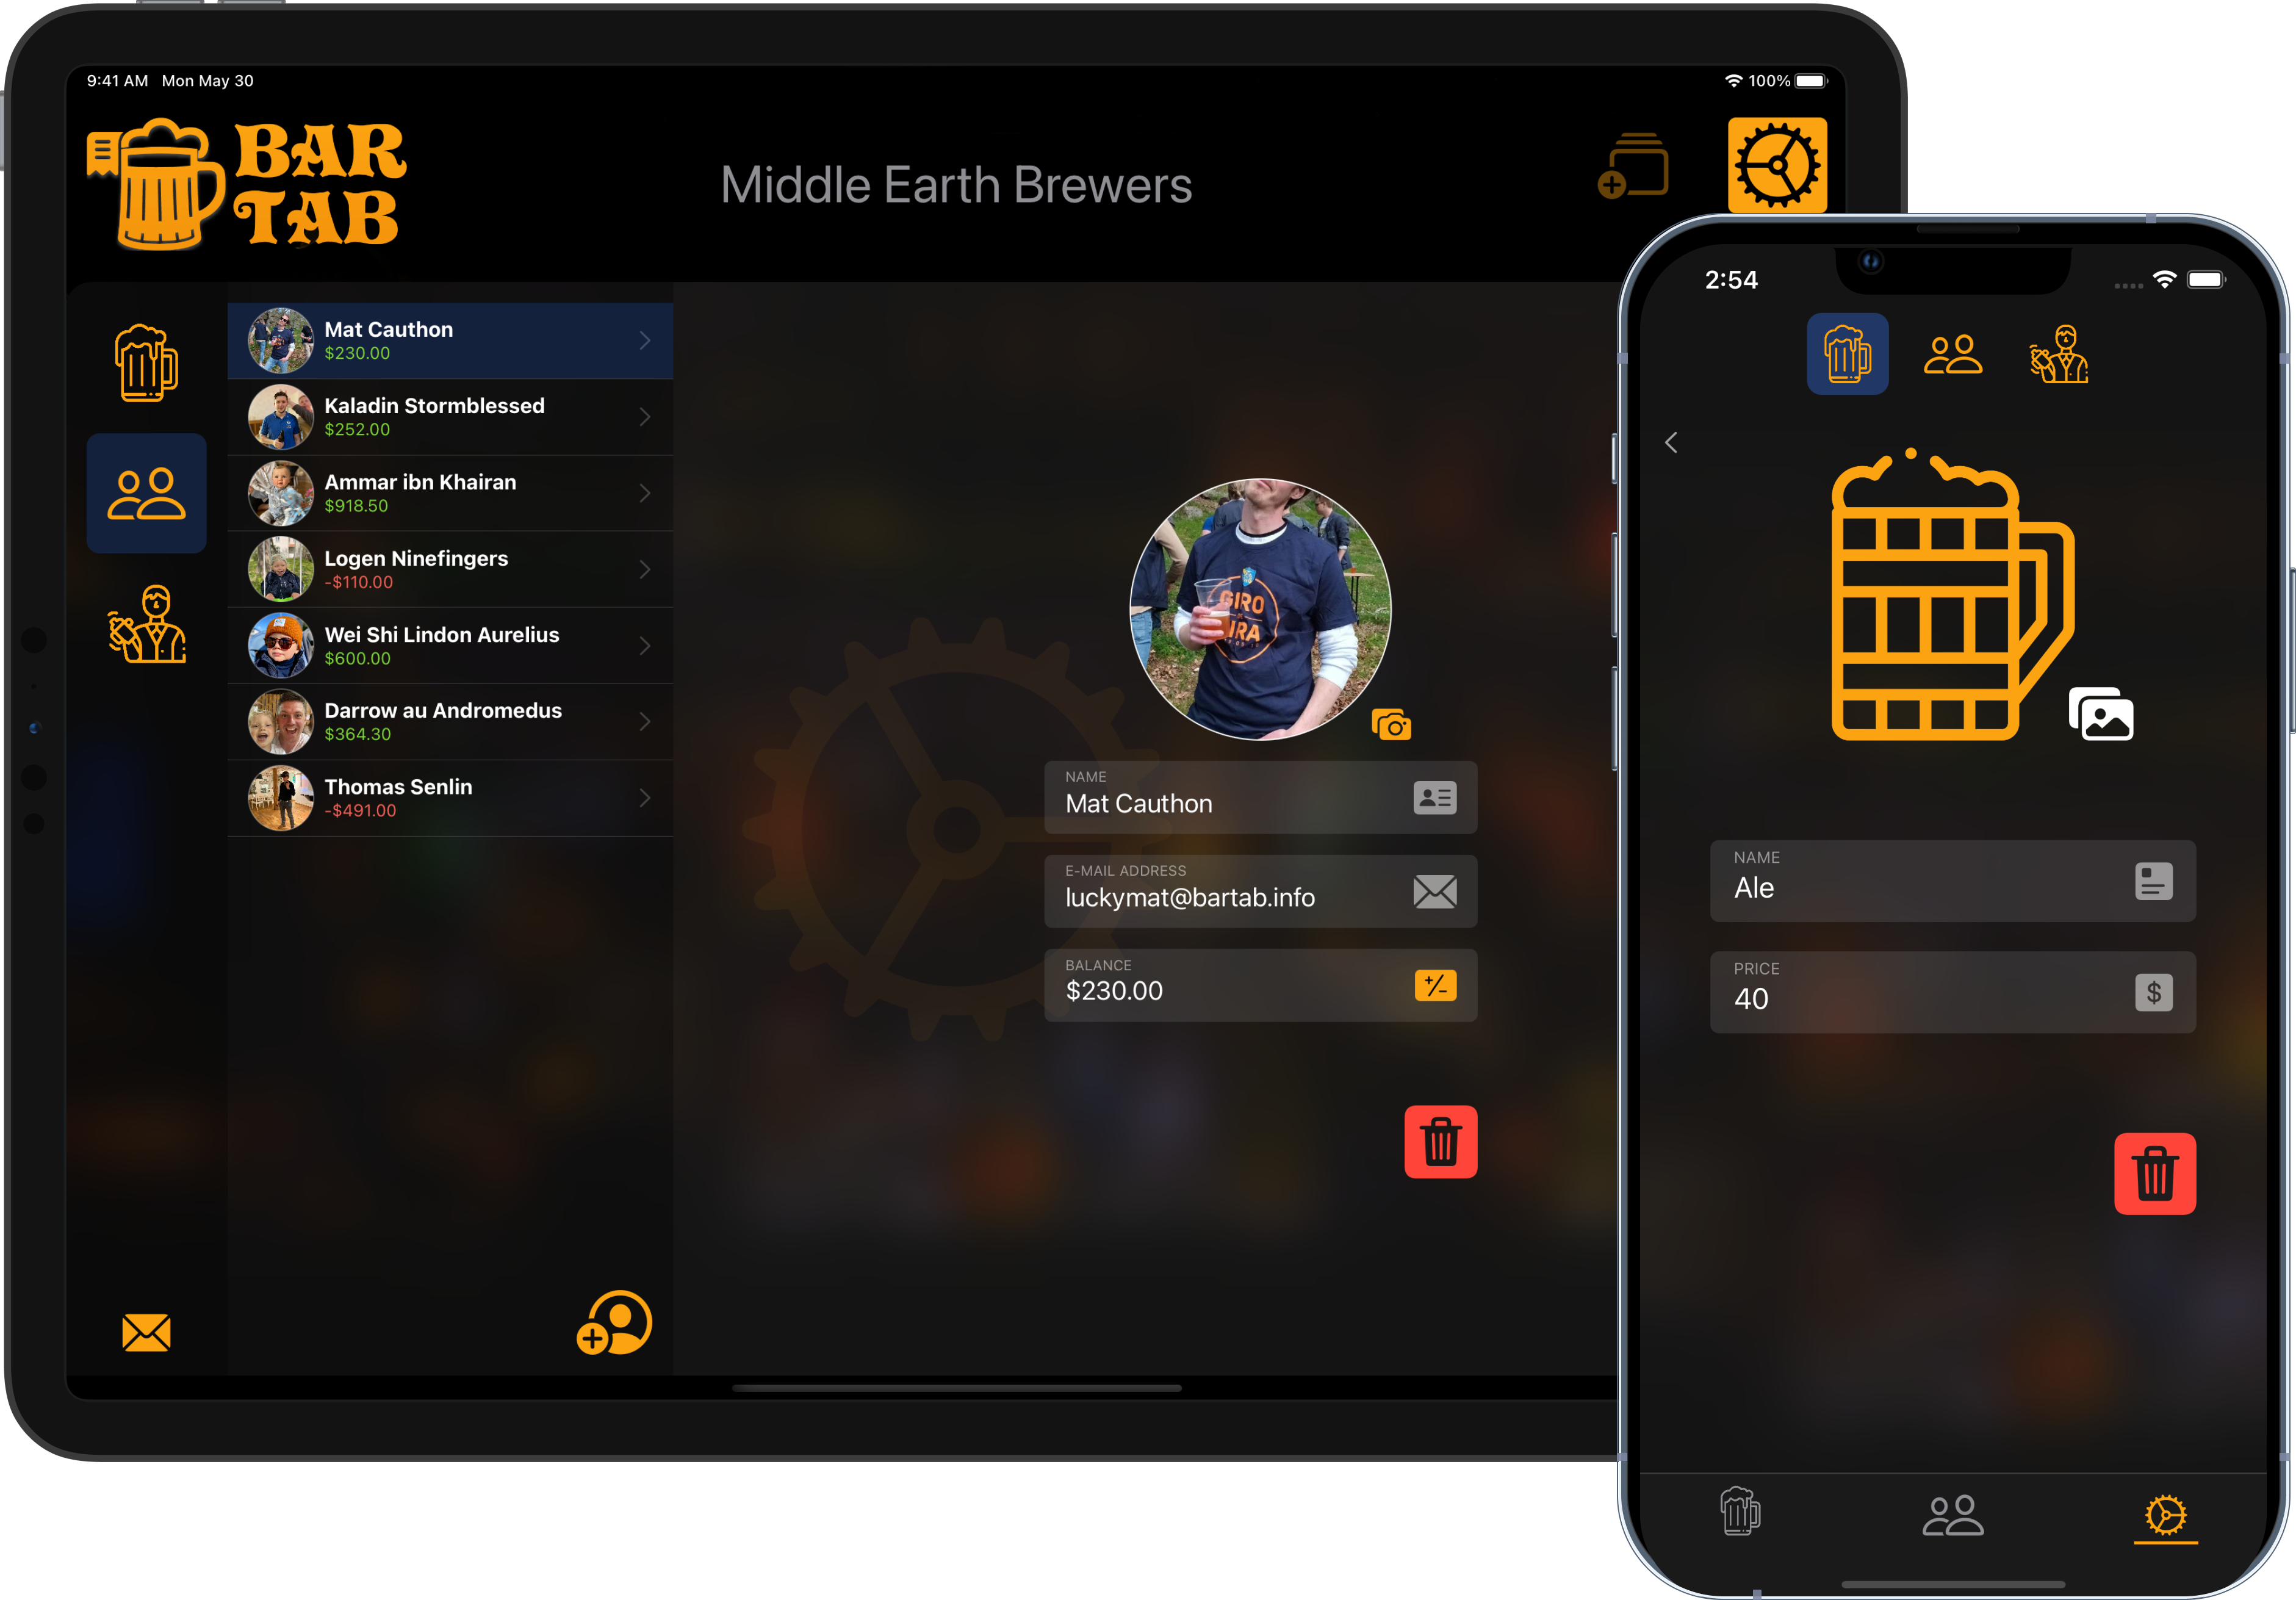 9:41 AM Mon May 30
100%
BAR
TAB
Middle Earth Brewers
Mat Cauthon
$230.00
Kaladin Stormblessed
$252.00
Ammar ibn Khairan
$918.50
Logen Ninefingers
-$110.00
Wei Shi Lindon Aurelius
$600.00
Darrow au Andromedus
$364.30
Thomas Senlin
-$491.00
GIRO
NAME
Mat Cauthon
E-MAIL ADDRESS
luckymat@bartab.info
BALANCE
$230.00
+/-
2:54
NAME
Ale
PRICE
40
$